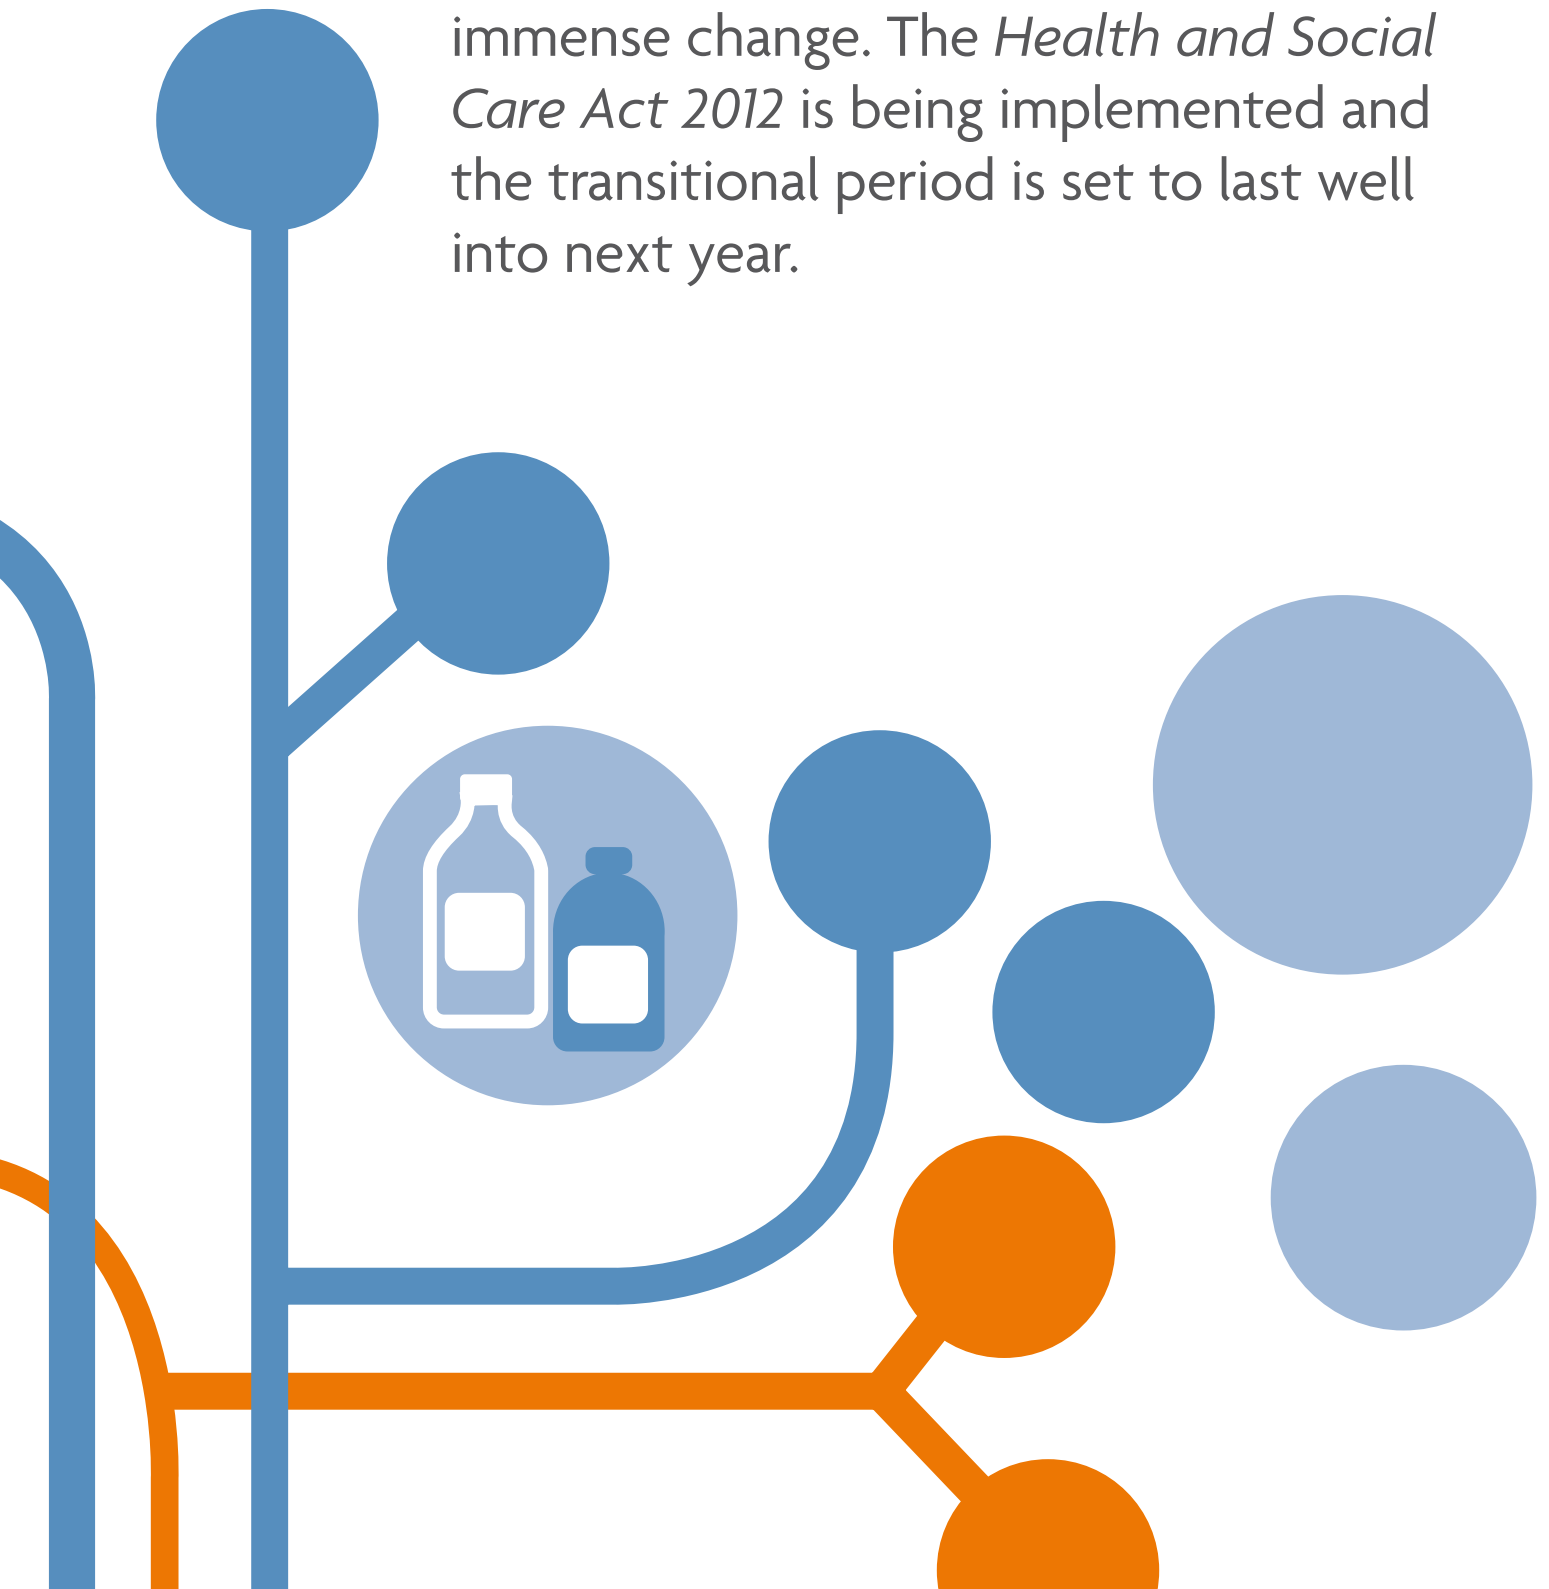 immense change. The Health and Social
Care Act 2012 is being implemented and
the transitional period is set to last well
into next year.